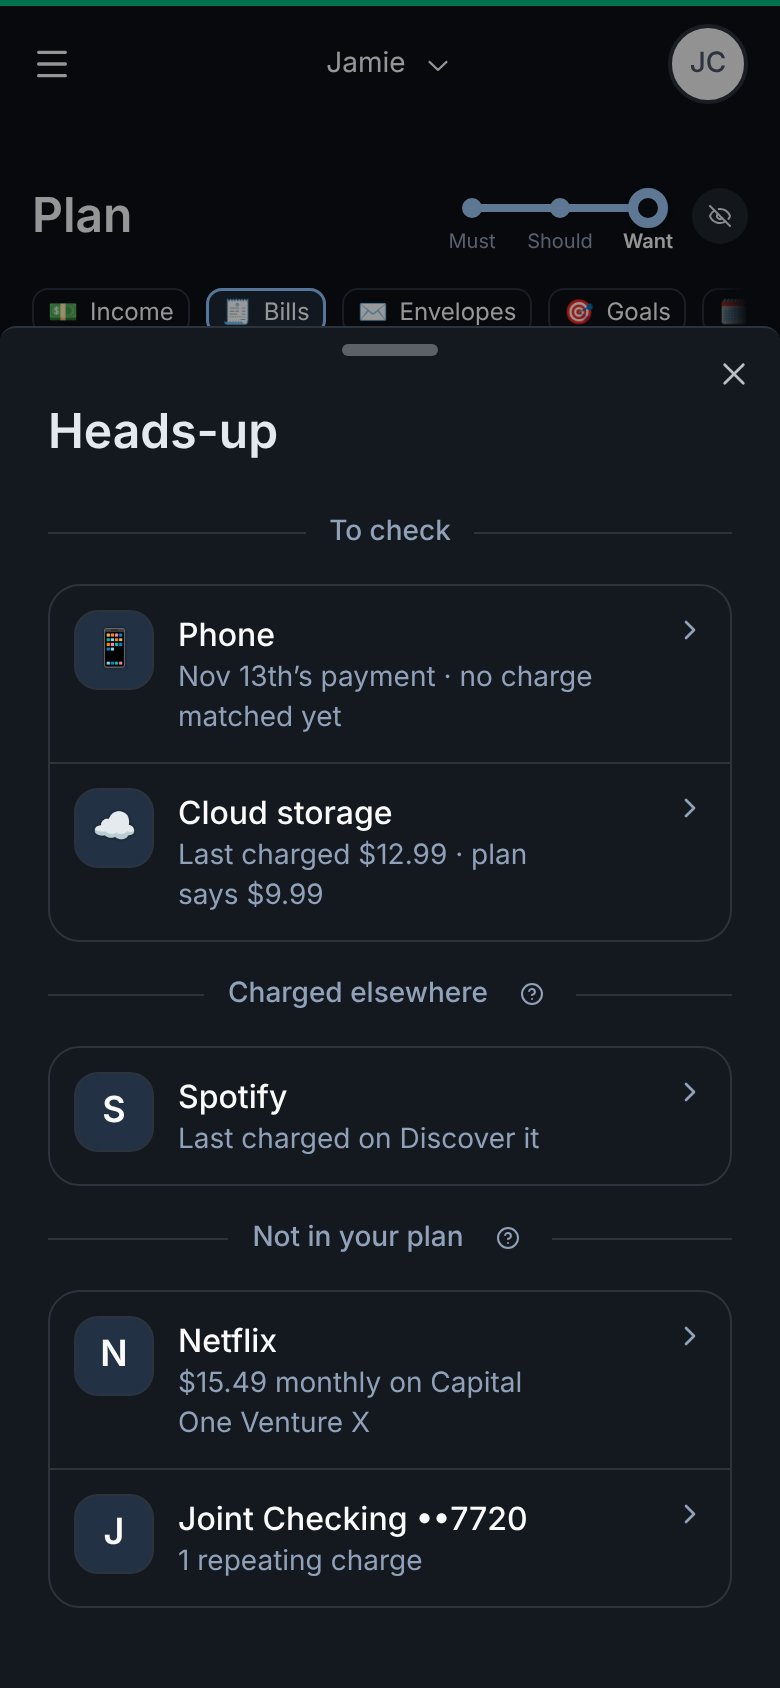 Jamie
JC
Plan
Must Should Want
Income Bills Envelopes Goals
Heads-up
To check
Phone
Nov 13th’s payment · no charge
matched yet
Cloud storage
Last charged $12.99 · plan
says $9.99
Charged elsewhere
S
Spotify
Last charged on Discover it
Not in your plan
N
Netflix
$15.49 monthly on Capital
One Venture X
J
Joint Checking ••7720
1 repeating charge